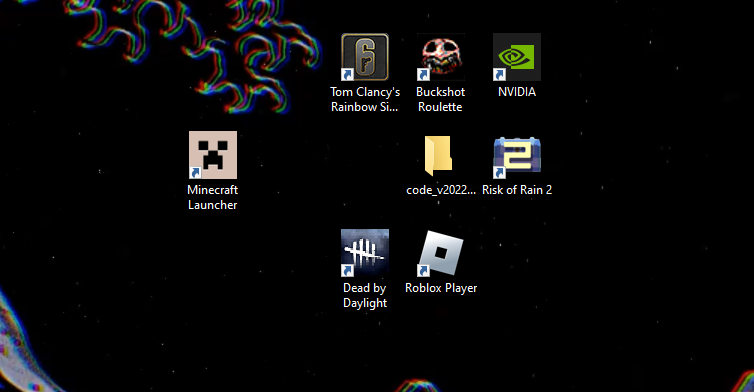 Tom Clancy's
Rainbow Si...
Buckshot
Roulette
NVIDIA
Minecraft
Launcher
code_v2022...
Risk of Rain 2
Dead by
Daylight
Roblox Player